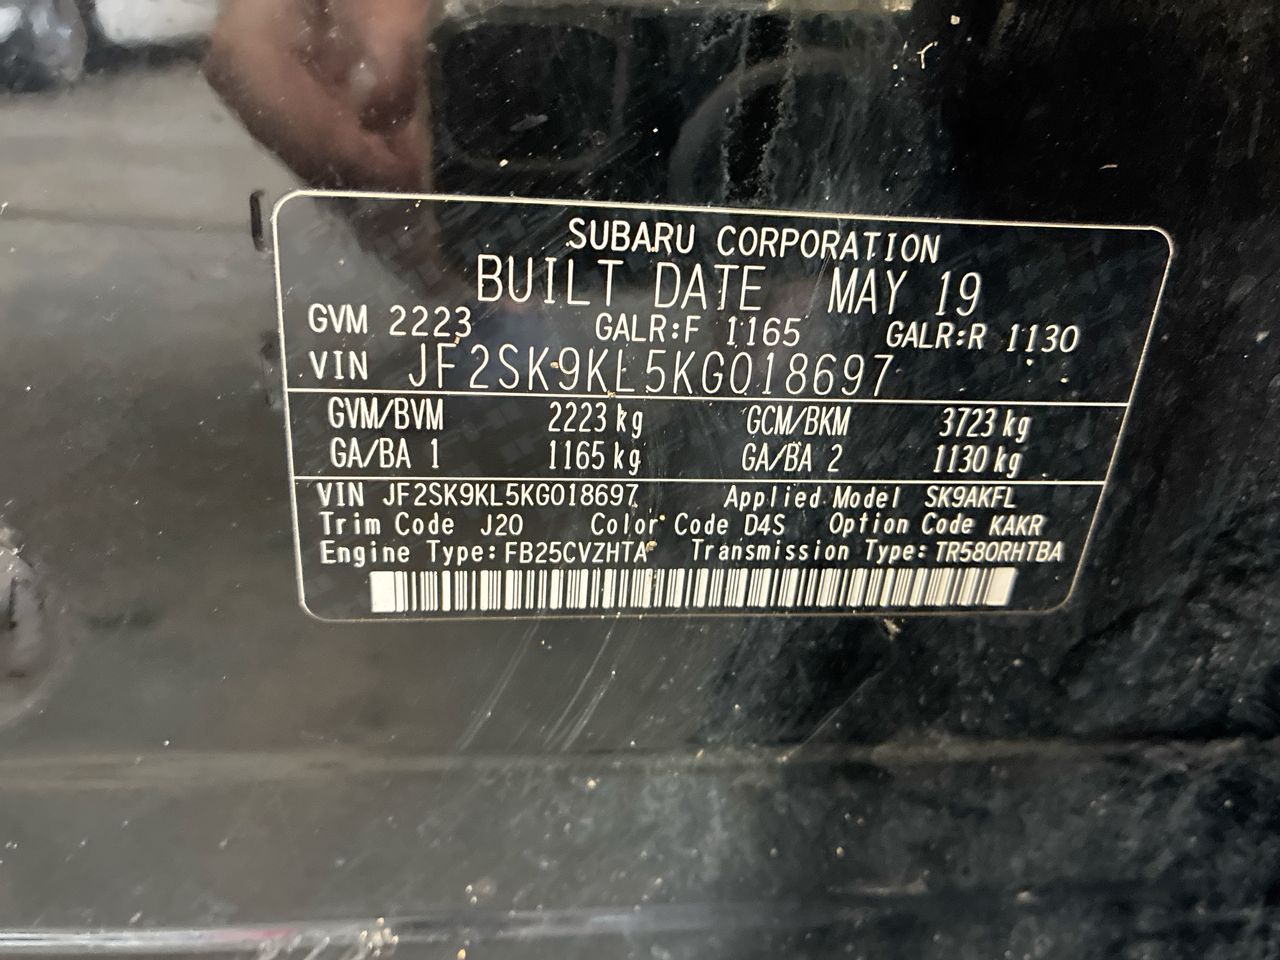 SUBARU CORPORATION
BUILT DATE MAY 19
GVM 2223 GALR:F 1165 GALR:R 1130
VIN JF2SK9KL5KG018697
GVM/BVM 2223 kg GCM/BKM 3723 kg
GA/BA 1 1165 kg GA/BA 2 1130 kg
VIN JF2SK9KL5KG018697 Applied Model SK9AKFL
Trim Code J20 Color Code D4S Option Code KAKR
Engine Type: FB25CVZHTA Transmission Type: TR580RHTBA